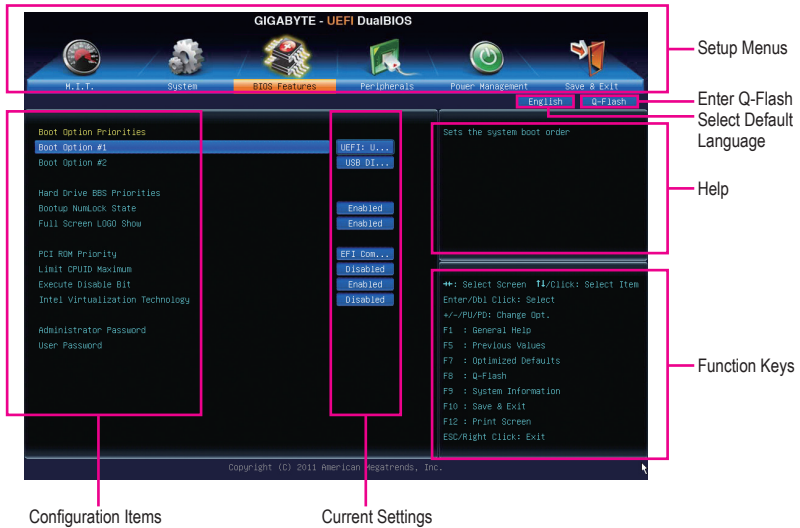 GIGABYTE - UEFI DualBIOS
M.I.T. System BIOS Features Peripherals Power Management Save & Exit
Setup Menus
English Q-Flash
Enter Q-Flash
Select Default
Language
Boot Option Priorities
Boot Option #1 UEFI: U...
Boot Option #2 USB DI...
Hard Drive BBS Priorities
Bootup NumLock State Enabled
Full Screen LOGO Show Enabled
PCI ROM Priority EFI Com...
Limit CPUID Maximum Disabled
Execute Disable Bit Enabled
Intel Virtualization Technology Disabled
Administrator Password
User Password
Sets the system boot order
Help
→←: Select Screen ↑↓/Click: Select Item
Enter/Dbl Click: Select
+/-/PU/PD: Change Opt.
F1 : General Help
F5 : Previous Values
F7 : Optimized Defaults
F8 : Q-Flash
F9 : System Information
F10 : Save & Exit
F12 : Print Screen
ESC/Right Click: Exit
Function Keys
Copyright (C) 2011 American Megatrends, Inc.
Configuration Items
Current Settings